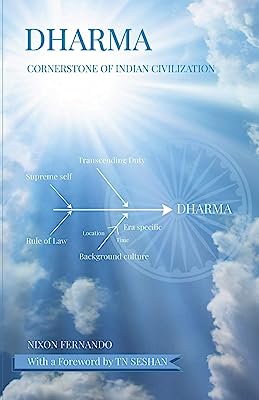 DHARMA
CORNERSTONE OF INDIAN CIVILIZATION
Transcending Duty
Supreme self
DHARMA
Era specific
Location
Time
Rule of Law
Background culture
NIXON FERNANDO
With a Foreword by TN SESHAN